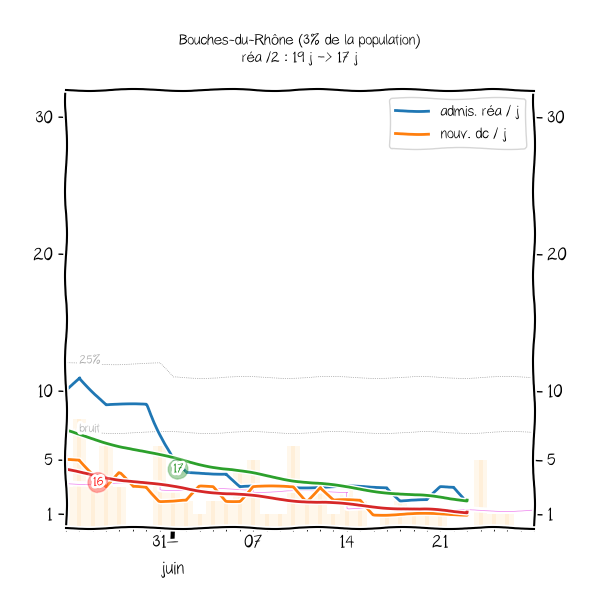 Bouches-du-Rhône (3% de la population)
réa /2 : 19 j -> 17 j
admis. réa / j
nouv. dc / j
30
30
20
20
25%
10
10
bruit
5
5
17
16
1
1
31
07
14
21
juin